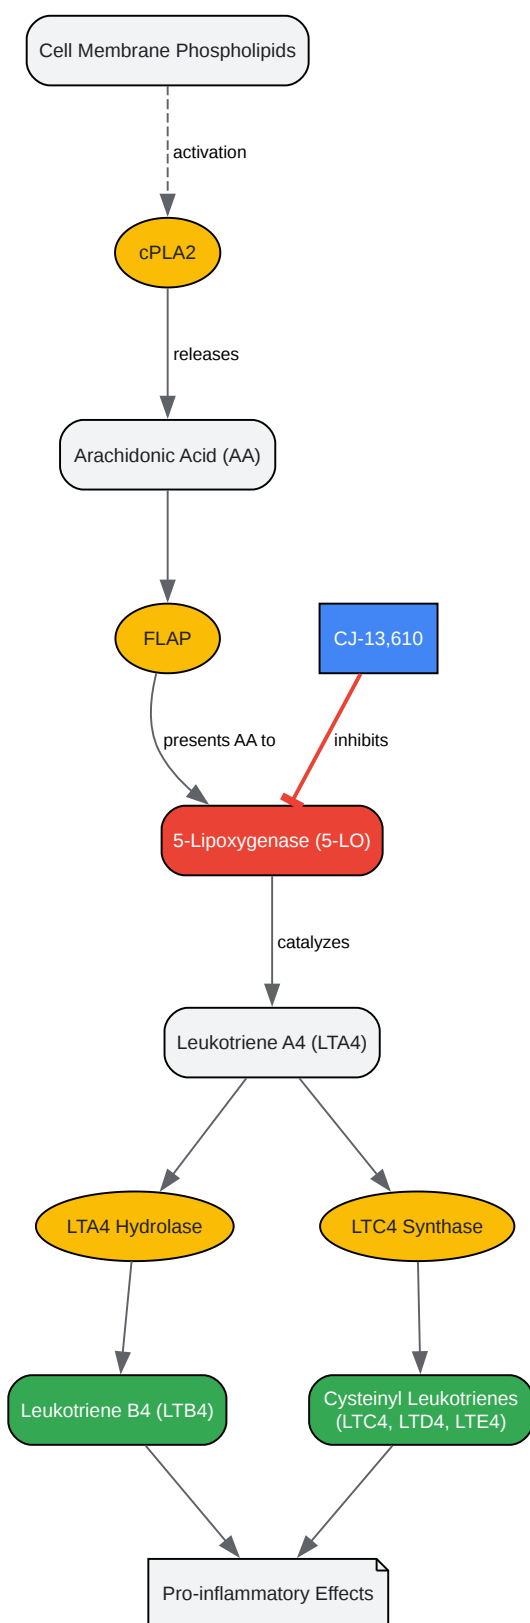 Cell Membrane Phospholipids
activation
cPLA2
releases
Arachidonic Acid (AA)
FLAP
CJ-13,610
presents AA to
inhibits
5-Lipoxygenase (5-LO)
catalyzes
Leukotriene A4 (LTA4)
LTA4 Hydrolase
LTC4 Synthase
Leukotriene B4 (LTB4)
Cysteinyl Leukotrienes
(LTC4, LTD4, LTE4)
Pro-inflammatory Effects